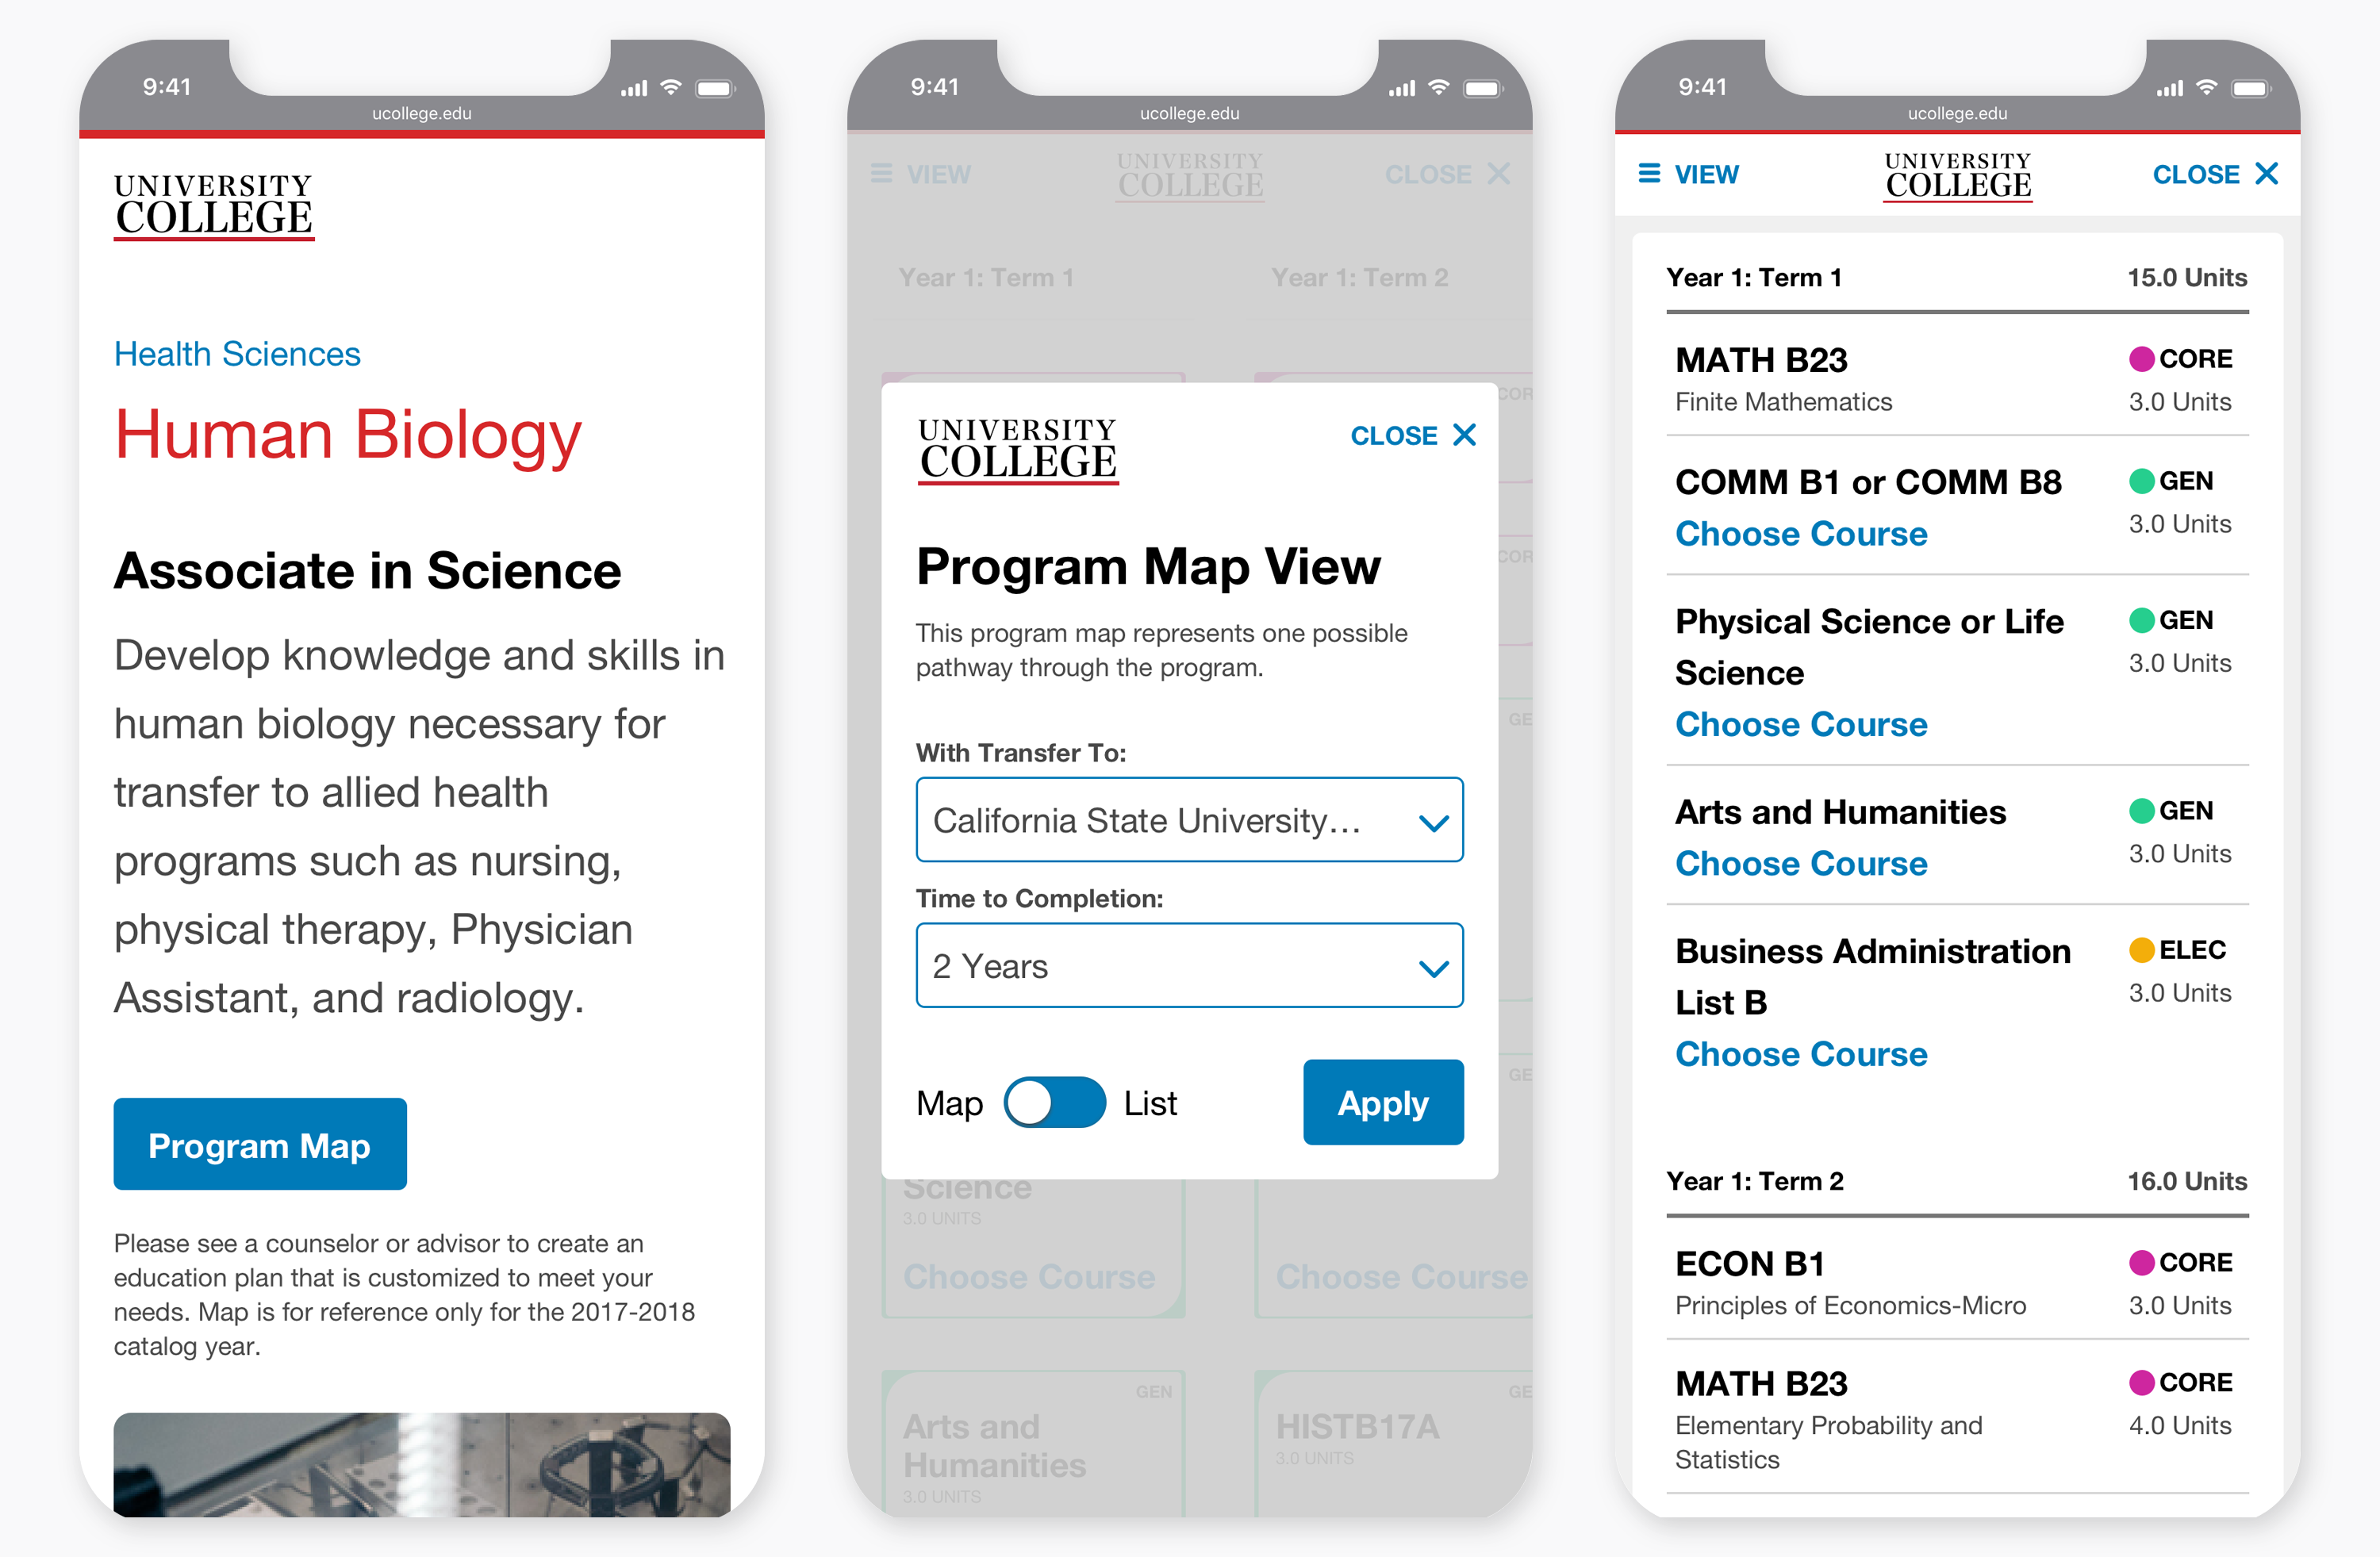 9:41
ucollege.edu
UNIVERSITY
COLLEGE
Health Sciences
Human Biology
Associate in Science
Develop knowledge and skills in
human biology necessary for
transfer to allied health
programs such as nursing,
physical therapy, Physician
Assistant, and radiology.
Program Map
Please see a counselor or advisor to create an
education plan that is customized to meet your
needs. Map is for reference only for the 2017-2018
catalog year.
9:41
ucollege.edu
VIEW
UNIVERSITY
COLLEGE
CLOSE
Year 1: Term 1
Year 1: Term 2
COR
UNIVERSITY
COLLEGE
CLOSE
Program Map View
COR
This program map represents one possible
pathway through the program.
GE
With Transfer To:
California State University...
Time to Completion:
2 Years
GE
Map
List
Apply
Science
3.0 UNITS
Choose Course
Choose Course
GEN
GE
Arts and
Humanities
3.0 UNITS
HISTB17A
3.0 UNITS
9:41
ucollege.edu
VIEW
UNIVERSITY
COLLEGE
CLOSE
Year 1: Term 1
15.0 Units
MATH B23
CORE
Finite Mathematics
3.0 Units
COMM B1 or COMM B8
GEN
Choose Course
3.0 Units
Physical Science or Life
Science
GEN
3.0 Units
Choose Course
Arts and Humanities
GEN
Choose Course
3.0 Units
Business Administration
List B
ELEC
3.0 Units
Choose Course
Year 1: Term 2
16.0 Units
ECON B1
CORE
Principles of Economics-Micro
3.0 Units
MATH B23
CORE
Elementary Probability and
Statistics
4.0 Units